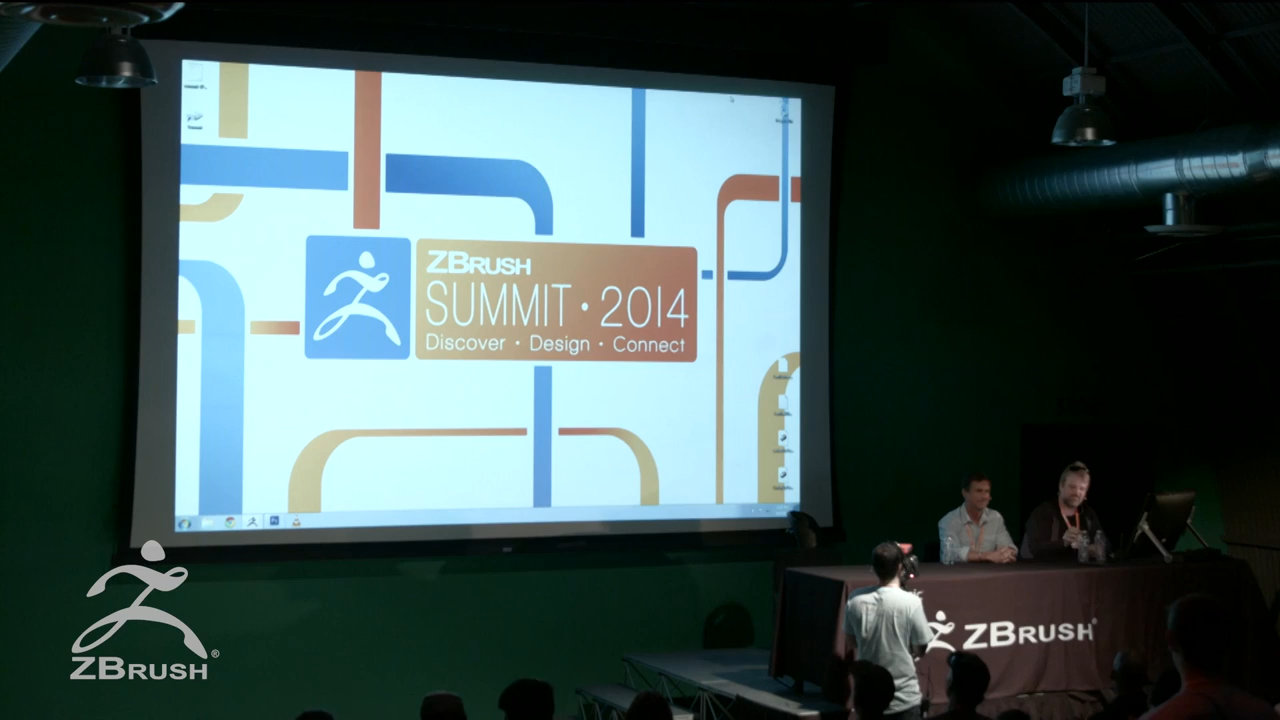 ZBRUSH
SUMMIT • 2014
Discover • Design • Connect
ZBRUSH®
ZBRUSH®